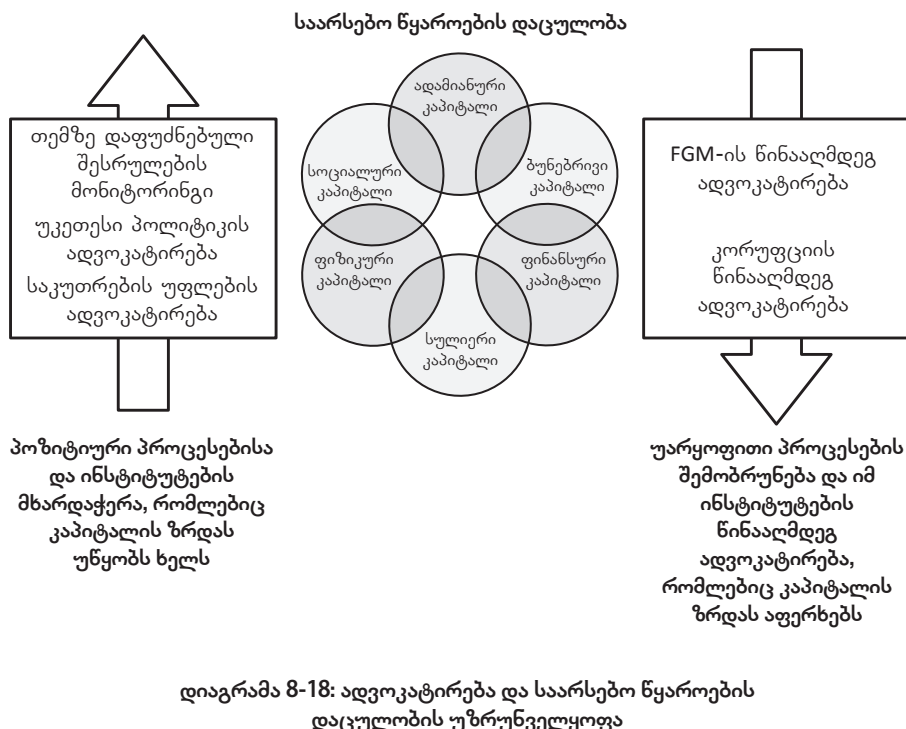 საარსებო წყაროების დაცულობა
თემზე დაფუძნებული
შესრულების
მონიტორინგი
უკეთესი პოლიტიკის
ადვოკატირება
საკუთრების უფლების
ადვოკატირება
ადამიანური
კაპიტალი
სოციალური
კაპიტალი
ბუნებრივი
კაპიტალი
ფიზიკური
კაპიტალი
ფინანსური
კაპიტალი
სულიერი
კაპიტალი
FGM-ის წინააღმდეგ
ადვოკატირება
კორუფციის
წინააღმდეგ
ადვოკატირება
პოზიტიური პროცესებისა
და ინსტიტუტების
მხარდაჭერა, რომლებიც
კაპიტალის ზრდას
უწყობს ხელს
უარყოფითი პროცესების
შემობრუნება და იმ
ინსტიტუტების
წინააღმდეგ
ადვოკატირება,
რომლებიც კაპიტალის
ზრდას აფერხებს
დიაგრამა 8-18: ადვოკატირება და საარსებო წყაროების
დაცულობის უზრუნველყოფა